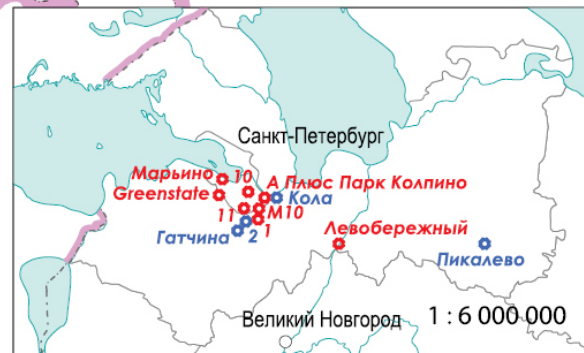 Санкт-Петербург
Марьино 10
А Плюс Парк Колпино
Greenstate
Кола
11 М10
Гатчина 2 1
Левобережный
Пикалево
Великий Новгород
1 : 6 000 000